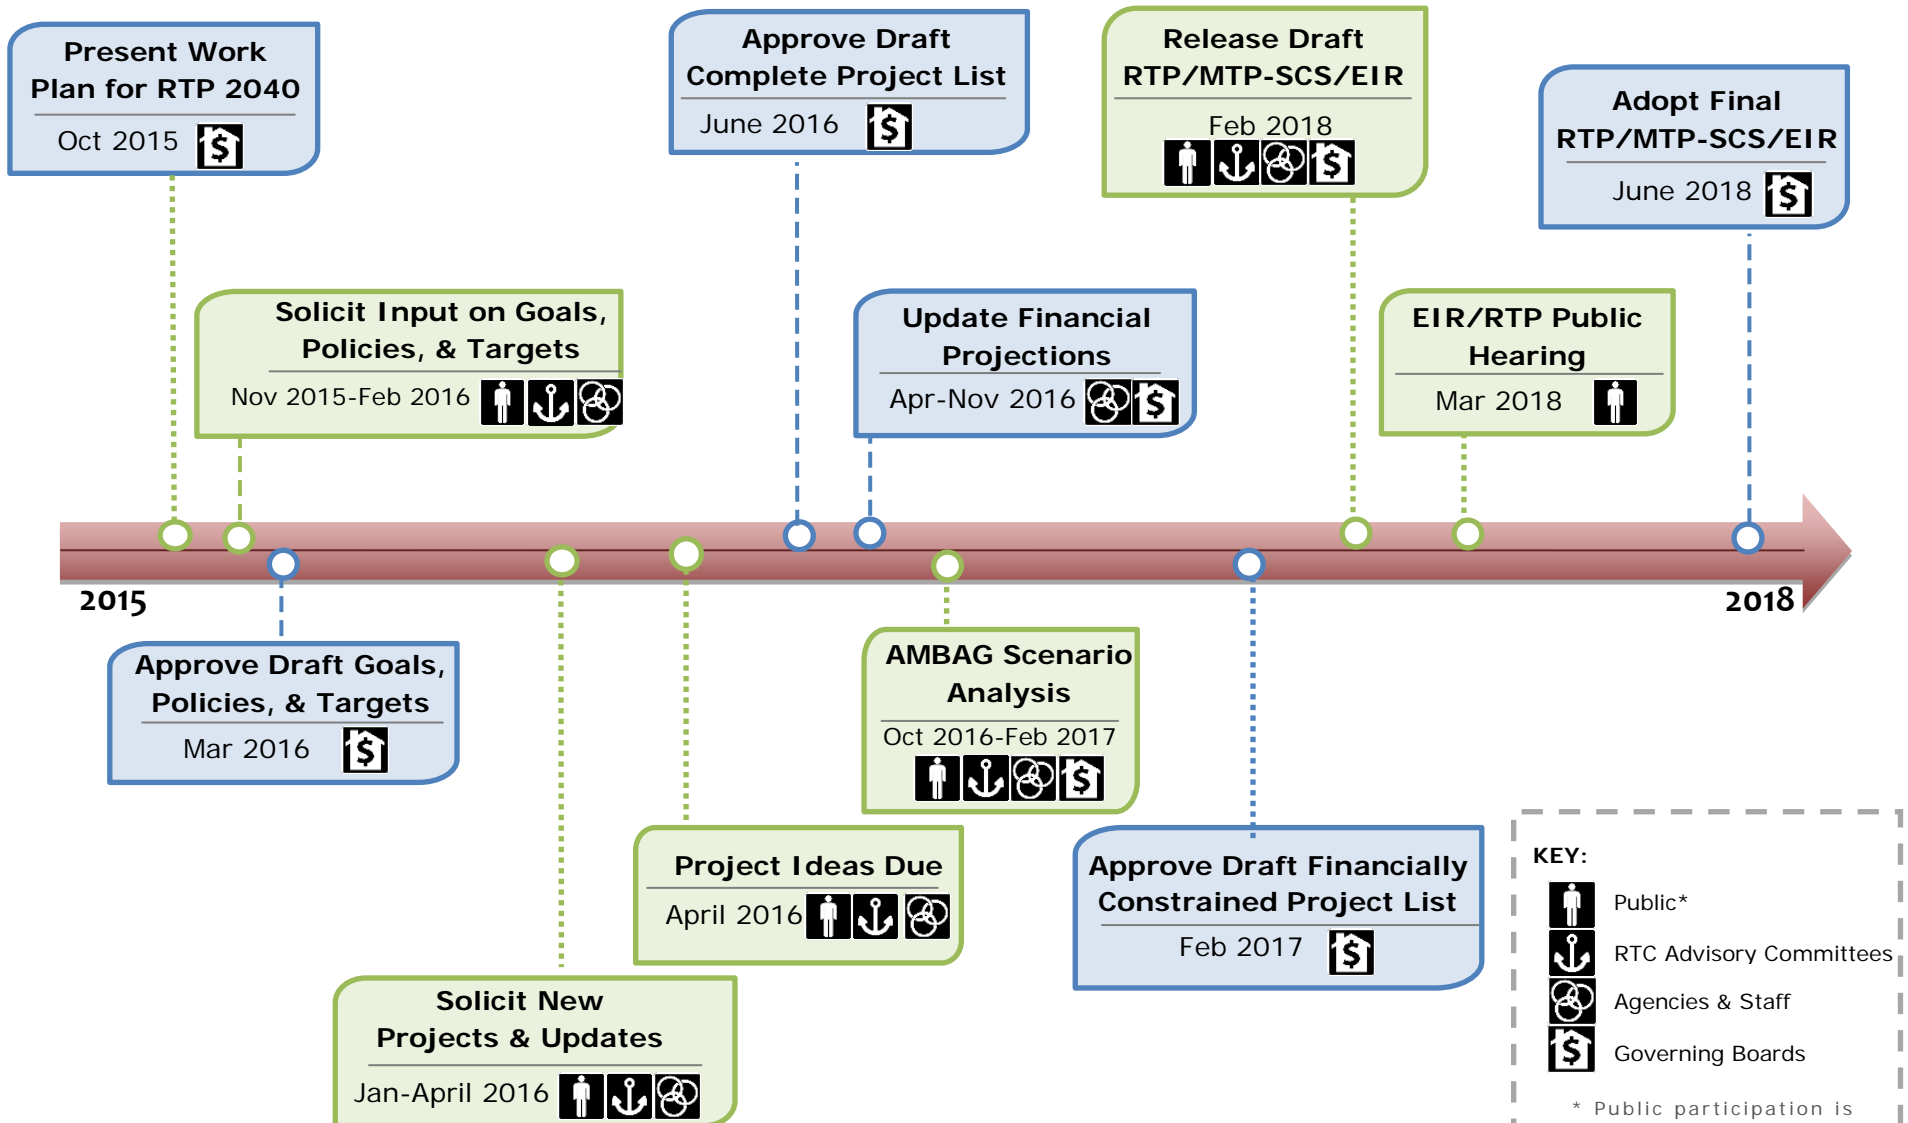 Present Work
Plan for RTP 2040
Oct 2015
Approve Draft
Complete Project List
June 2016
Release Draft
RTP/MTP-SCS/EIR
Feb 2018
Adopt Final
RTP/MTP-SCS/EIR
June 2018
Solicit Input on Goals,
Policies, & Targets
Nov 2015-Feb 2016
Update Financial
Projections
Apr-Nov 2016
EIR/RTP Public
Hearing
Mar 2018
2015
2018
Approve Draft Goals,
Policies, & Targets
Mar 2016
AMBAG Scenario
Analysis
Oct 2016-Feb 2017
Project Ideas Due
April 2016
Approve Draft Financially
Constrained Project List
Feb 2017
Solicit New
Projects & Updates
Jan-April 2016
KEY:
Public*
RTC Advisory Committees
Agencies & Staff
Governing Boards
* Public participation is